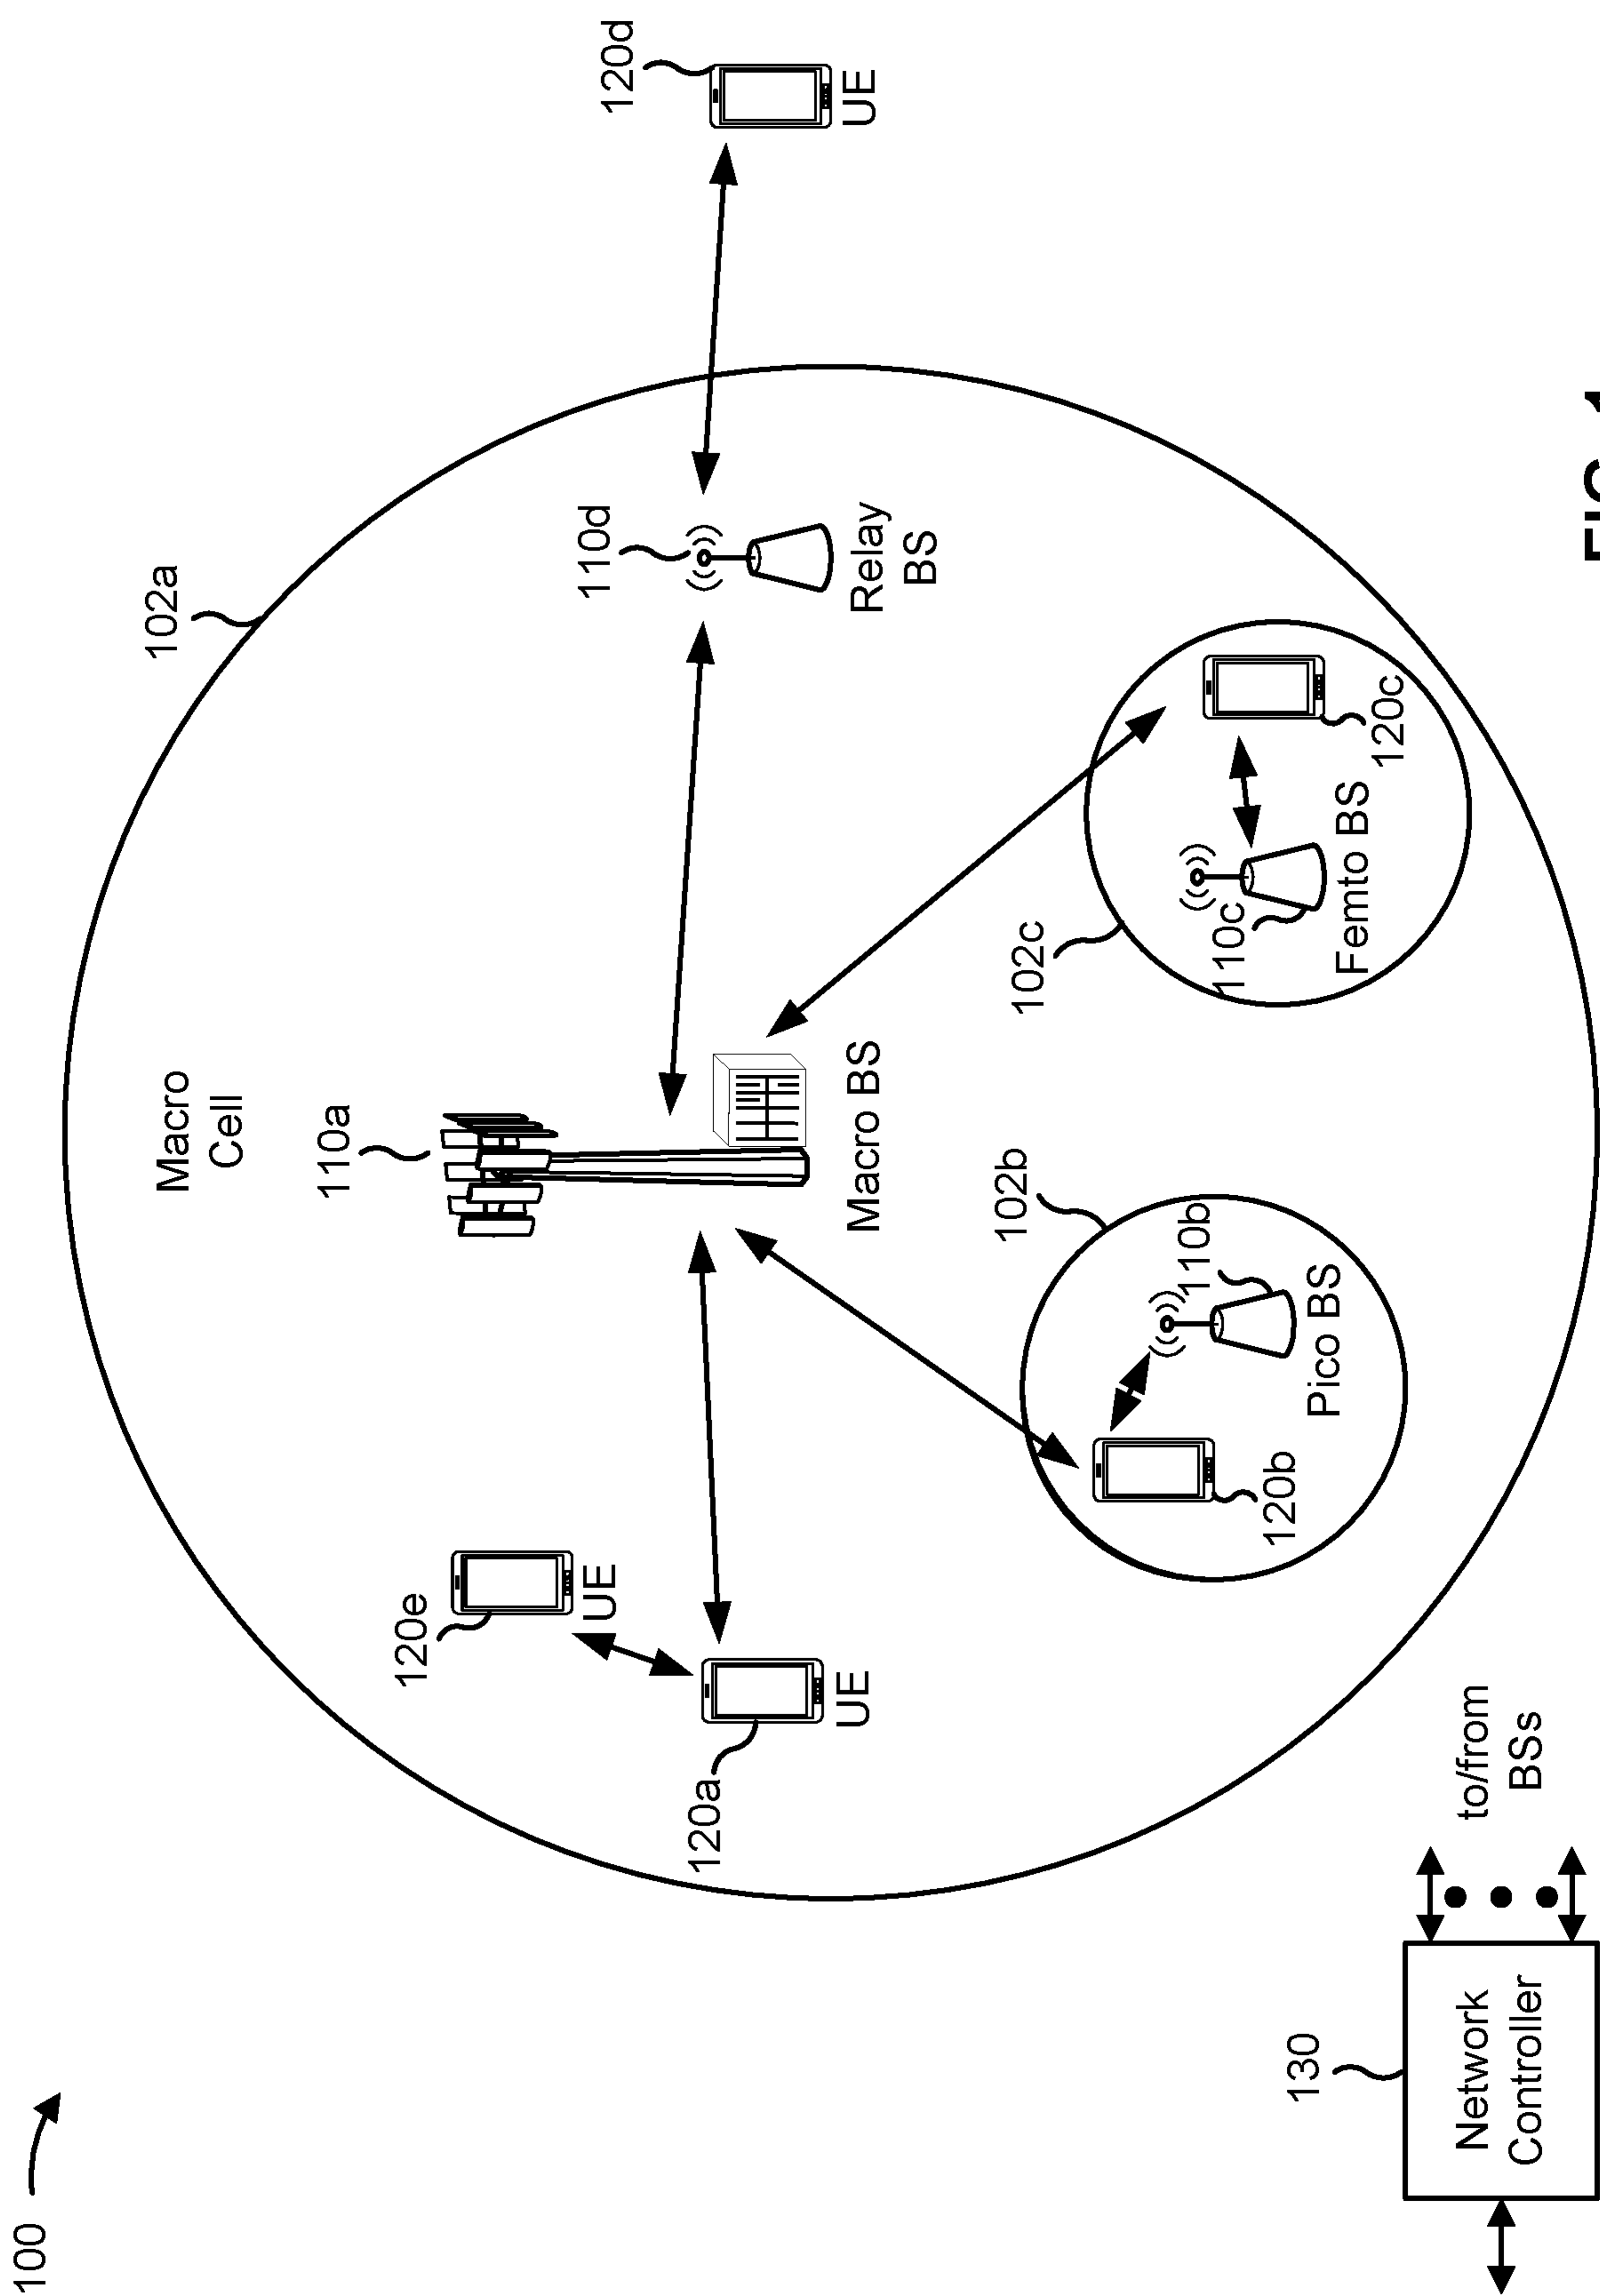 100
102a
Macro
Cell
110a
120e
UE
110d
Relay
BS
120d
UE
120a
UE
Macro BS
102b
102c
110b
Pico BS
120b
110c
Femto BS
120c
130
Network
Controller
to/from
BSs